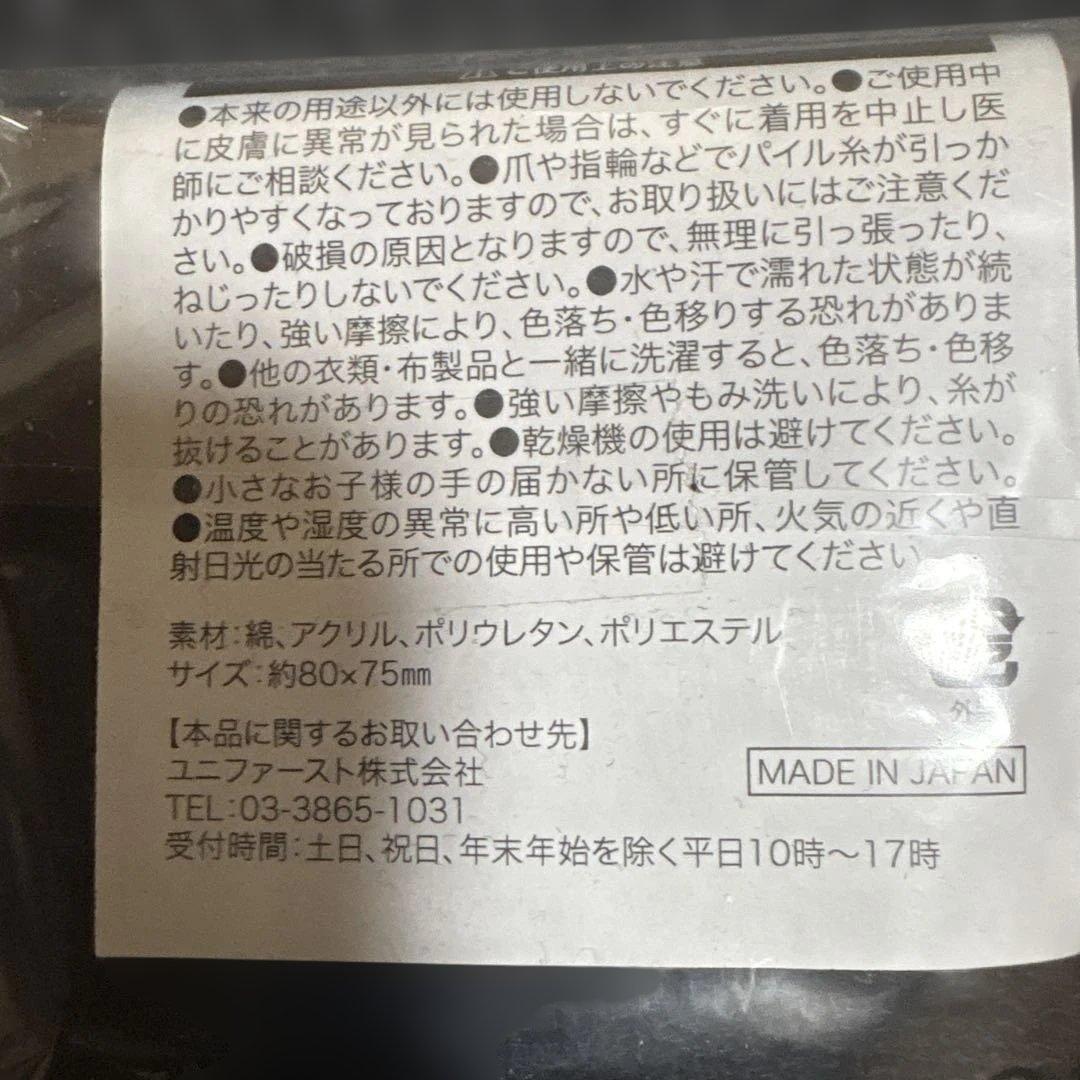 ご使用上の注意
●本来の用途以外には使用しないでください。●ご使用中
に皮膚に異常が見られた場合は、すぐに着用を中止し医
師にご相談ください。●爪や指輪などでパイル糸が引っか
かりやすくなっておりますので、お取り扱いにはご注意くだ
さい。●破損の原因となりますので、無理に引っ張ったり、
ねじったりしないでください。●水や汗で濡れた状態が続
いたり、強い摩擦により、色落ち・色移りする恐れがありま
す。●他の衣類・布製品と一緒に洗濯すると、色落ち・色移
りの恐れがあります。●強い摩擦やもみ洗いにより、糸が
抜けることがあります。●乾燥機の使用は避けてください。
●小さなお子様の手の届かない所に保管してください。
●温度や湿度の異常に高い所や低い所、火気の近くや直
射日光の当たる所での使用や保管は避けてください
素材：綿、アクリル、ポリウレタン、ポリエステル
サイズ：約80×75㎜
外
【本品に関するお取い合わせ先】
ユニファースト株式会社
MADE IN JAPAN
TEL：03-3865-1031
受付時間：土日、祝日、年末年始を除く平日10時〜17時